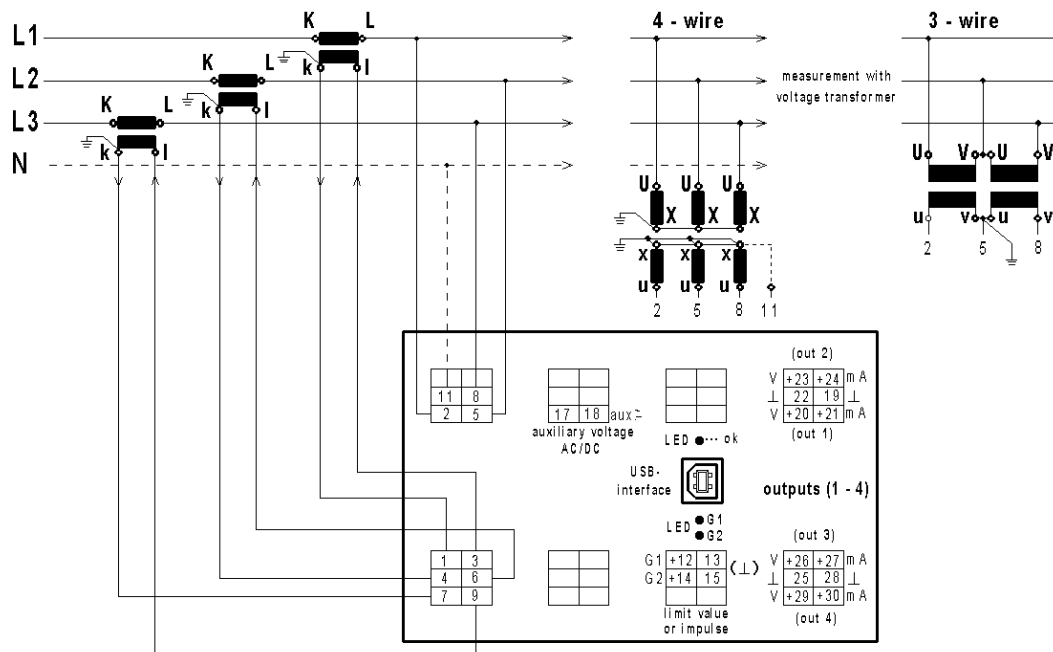 4 - wire
3 - wire
K L
L1
k l
K L
L2
k l
measurement with
voltage transformer
K L
L3
k l
N
U V U V
u v u v
2 5 8
U U U
X X X
x x x
u u u
2 5 8 11
(out 2)
11 8
2 5
17 18 aux
auxiliary voltage
AC/DC
V +23 +24 mA
⊥ 22 19 ⊥
V +20 +21 mA
(out 1)
LED ... ok
USB-
interface
outputs (1 - 4)
LED G1
G2
(out 3)
1 3
4 6
7 9
G1 +12 13 (⊥)
G2 +14 15
limit value
or impulse
V +26 +27 mA
⊥ 25 28 ⊥
V +29 +30 mA
(out 4)